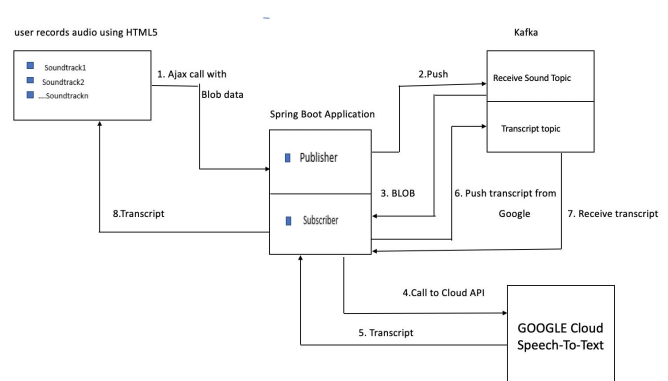 user records audio using HTML5
Kafka
Soundtrack1
Soundtrack2
....Soundtrackn
1. Ajax call with
Blob data
2.Push
Receive Sound Topic
Transcript topic
Spring Boot Application
Publisher
Subscriber
3. BLOB
6. Push transcript from
Google
7. Receive transcript
8.Transcript
4.Call to Cloud API
5. Transcript
GOOGLE Cloud
Speech-To-Text